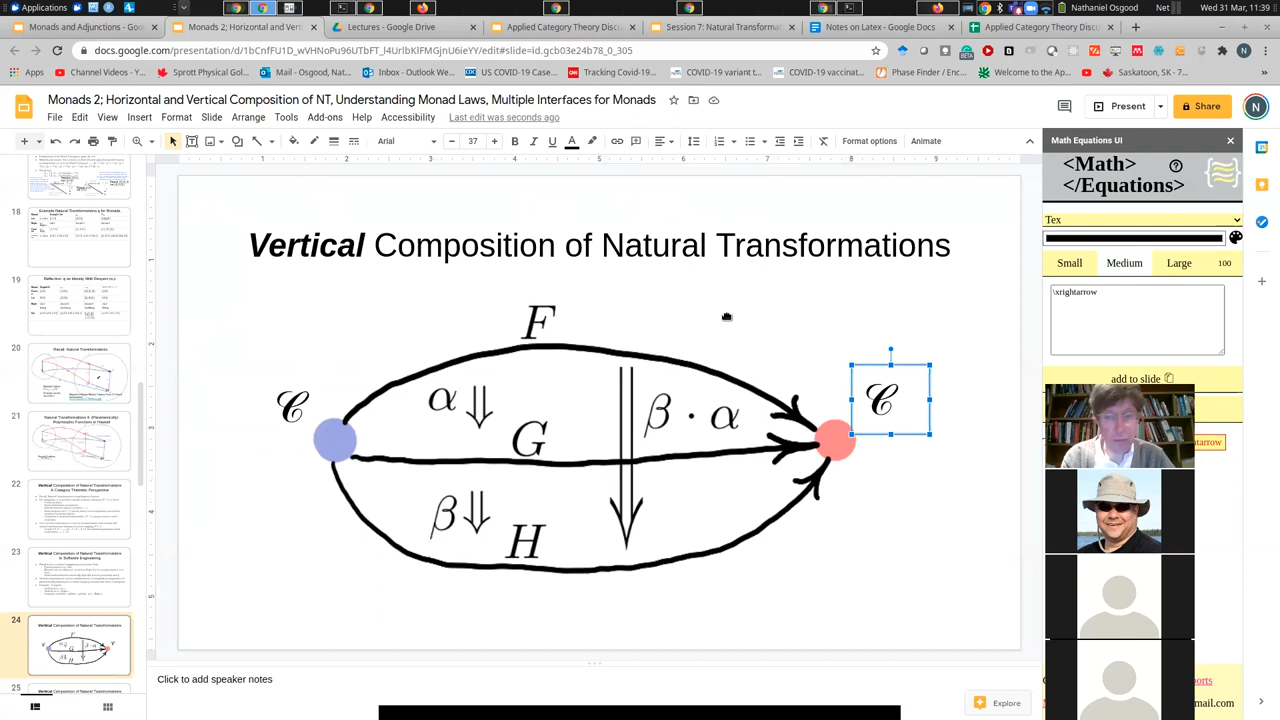 Applications
Nathaniel Osgood
Net
Wed 31 Mar, 11:39
Monads and Adjunctions - Go
Monads 2; Horizontal and Vert
Lectures - Google Drive
Applied Category Theory Discu
Session 7: Natural Transforma
Notes on Latex - Google Docs
Applied Category Theory Discu
docs.google.com/presentation/d/1bCnfFU1D_wVHNoPu96UTbFT_l4UrlbKlFMGjnU6ieYY/edit#slide=id.gcb03e24b78_0_305
Apps
Channel Videos - Y...
Sprott Physical Gol...
Mail - Osgood, Nat...
Inbox - Outlook We...
US COVID-19 Case...
Tracking Covid-19...
COVID-19 variant t...
COVID-19 vaccinat...
Phase Finder / Enc...
Welcome to the Ap...
Saskatoon, SK - 7...
Monads 2; Horizontal and Vertical Composition of NT, Understanding Monad Laws, Multiple Interfaces for Monads
Present
Share
File Edit View Insert Format Slide Arrange Tools Add-ons Help Accessibility
Last edit was seconds ago
Arial
37
B I U A
Format options
Animate
Math Equations UI
<Math>
</Equations>
Tex
Small
Medium
Large
100
\xrightarrow
add to slide
18
19
20
21
22
23
24
25
Vertical Composition of Natural Transformations
F
𝒞
α ⇓
β · α
𝒞
G
β ⇓
H
Click to add speaker notes
Explore